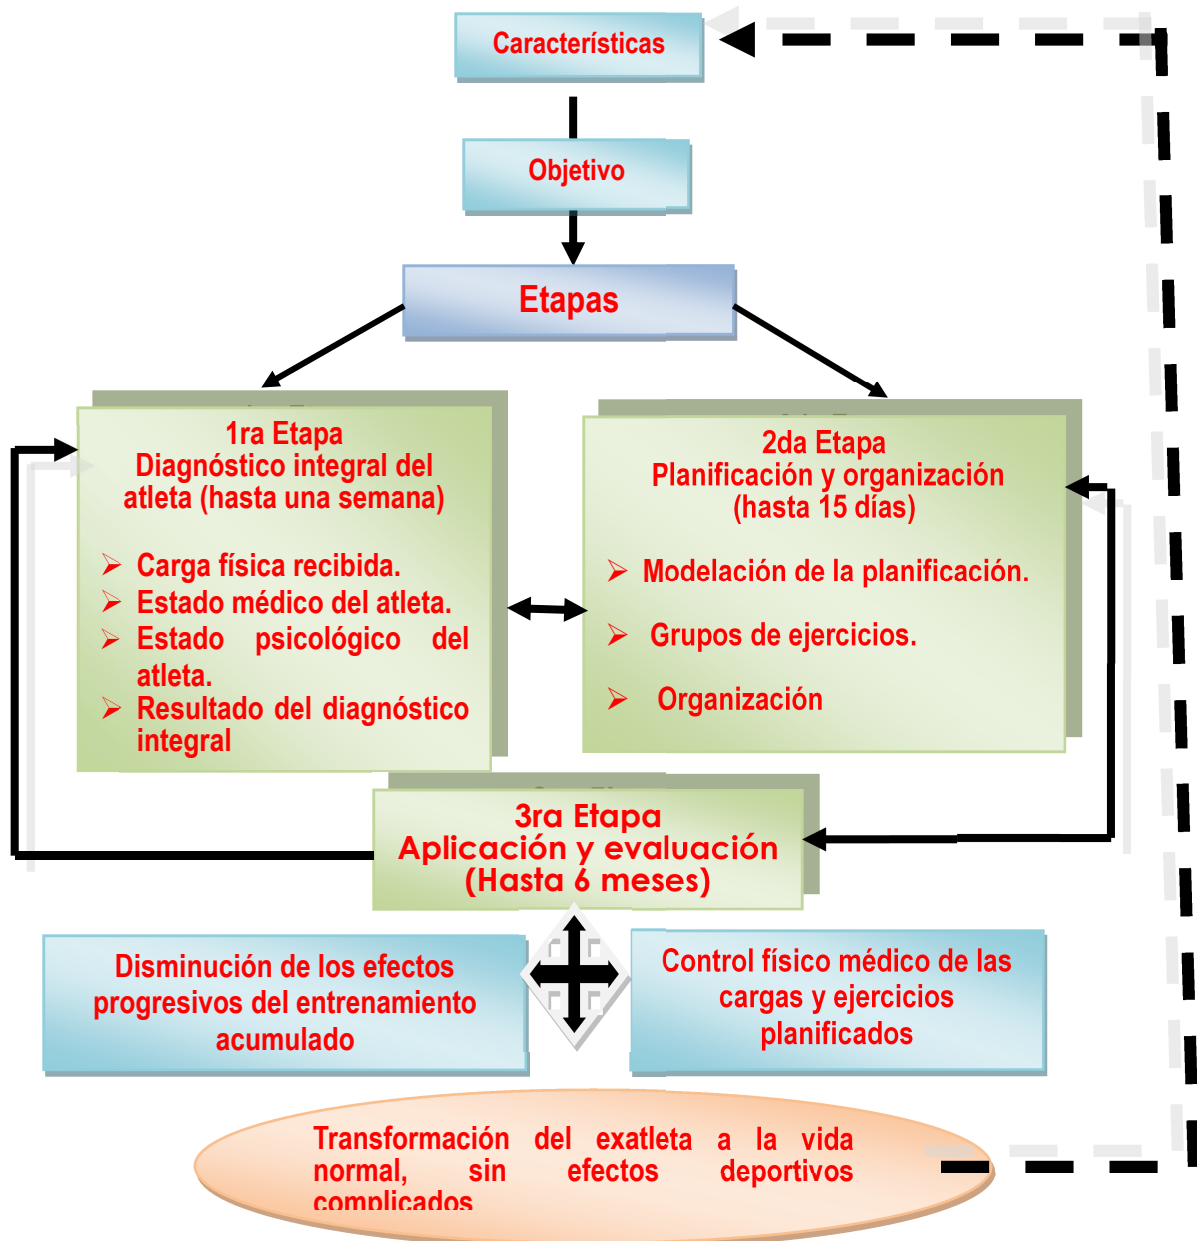 Características
Objetivo
Etapas
1ra Etapa
Diagnóstico integral del
atleta (hasta una semana)
➢ Carga física recibida.
➢ Estado médico del atleta.
➢ Estado psicológico del
atleta.
➢ Resultado del diagnóstico
integral
2da Etapa
Planificación y organización
(hasta 15 días)
➢ Modelación de la planificación.
➢ Grupos de ejercicios.
➢ Organización
3ra Etapa
Aplicación y evaluación
(Hasta 6 meses)
Disminución de los efectos
progresivos del entrenamiento
acumulado
Control físico médico de las
cargas y ejercicios
planificados
Transformación del exatleta a la vida
normal, sin efectos deportivos
complicados